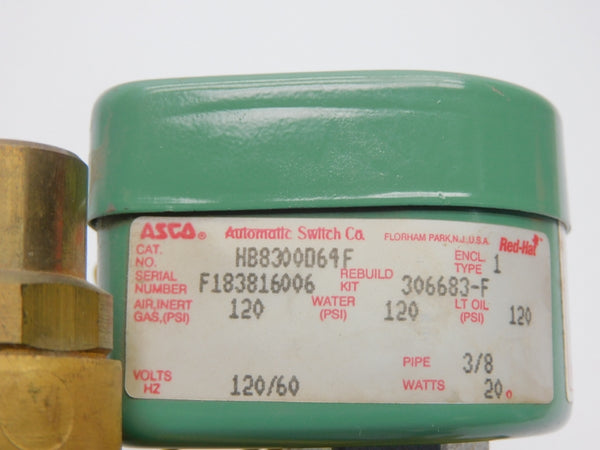 ASCO® Automatic Switch Co. FLORHAM PARK,N.J.,U.S.A. Red-Hat
CAT. NO. HB8300D64F ENCL. TYPE 1
SERIAL NUMBER F183816006 REBUILD KIT 306683-F
AIR,INERT GAS,(PSI) 120 WATER (PSI) 120 LT OIL (PSI) 120
PIPE 3/8
VOLTS HZ 120/60 WATTS 20.